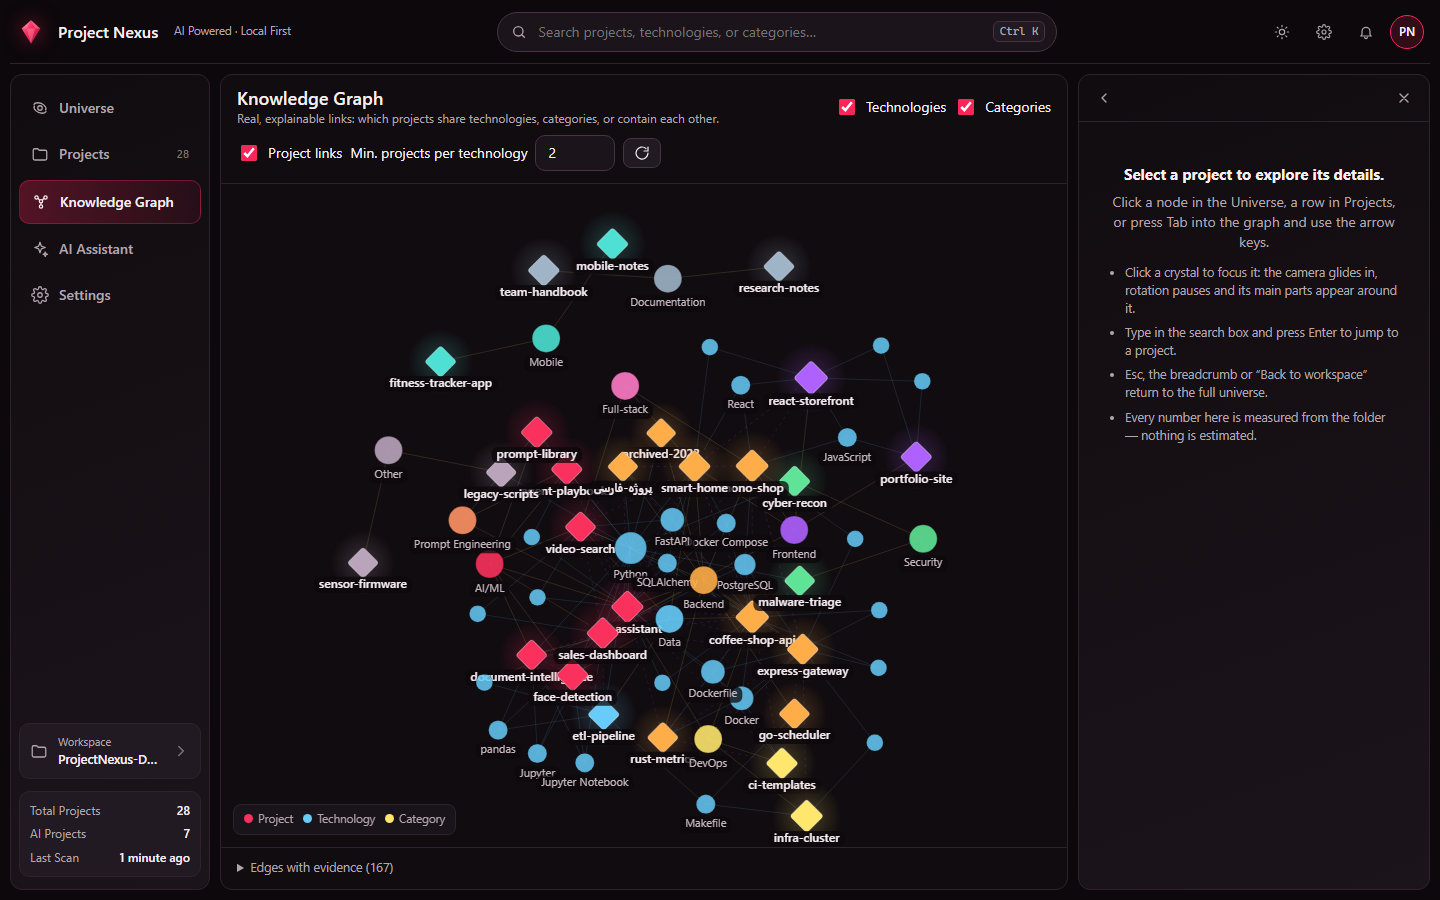 Project Nexus
AI Powered · Local First
Search projects, technologies, or categories...
Ctrl K
PN
Universe
Projects
28
Knowledge Graph
AI Assistant
Settings
Workspace
ProjectNexus-D...
Total Projects 28
AI Projects 7
Last Scan 1 minute ago
Knowledge Graph
Real, explainable links: which projects share technologies, categories, or contain each other.
Technologies
Categories
Project links
Min. projects per technology
2
mobile-notes
team-handbook
Documentation
research-notes
Mobile
fitness-tracker-app
Full-stack
React
react-storefront
JavaScript
portfolio-site
Other
prompt-library
legacy-scripts
پروژه-فارسی
smart-home
cyber-recon
Prompt Engineering
video-search
FastAPI
Frontend
Security
sensor-firmware
AI/ML
Python
SQLAlchemy
PostgreSQL
Backend
malware-triage
assistant
Data
coffee-shop-api
sales-dashboard
express-gateway
face-detection
Dockerfile
Docker
etl-pipeline
go-scheduler
pandas
DevOps
Jupyter
Jupyter Notebook
ci-templates
Makefile
infra-cluster
Project
Technology
Category
Edges with evidence (167)
Select a project to explore its details.
Click a node in the Universe, a row in Projects,
or press Tab into the graph and use the arrow
keys.
• Click a crystal to focus it: the camera glides in,
rotation pauses and its main parts appear around
it.
• Type in the search box and press Enter to jump to
a project.
• Esc, the breadcrumb or “Back to workspace”
return to the full universe.
• Every number here is measured from the folder
— nothing is estimated.